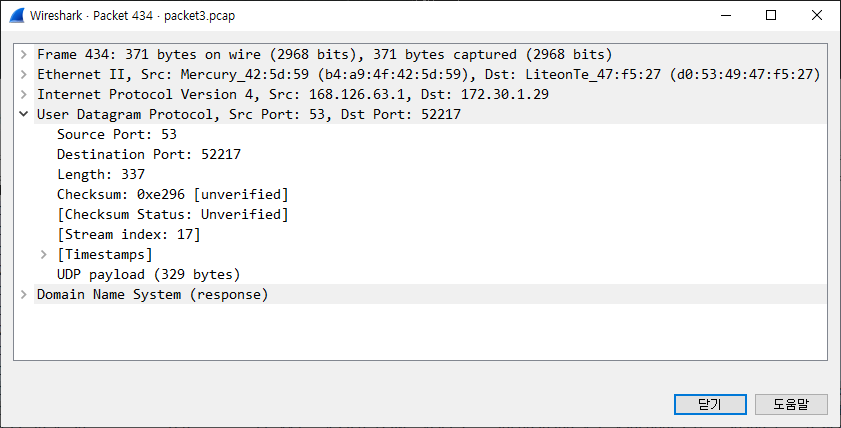 Wireshark · Packet 434 · packet3.pcap
Frame 434: 371 bytes on wire (2968 bits), 371 bytes captured (2968 bits)
Ethernet II, Src: Mercury_42:5d:59 (b4:a9:4f:42:5d:59), Dst: LiteonTe_47:f5:27 (d0:53:49:47:f5:27)
Internet Protocol Version 4, Src: 168.126.63.1, Dst: 172.30.1.29
User Datagram Protocol, Src Port: 53, Dst Port: 52217
Source Port: 53
Destination Port: 52217
Length: 337
Checksum: 0xe296 [unverified]
[Checksum Status: Unverified]
[Stream index: 17]
[Timestamps]
UDP payload (329 bytes)
Domain Name System (response)
닫기 도움말